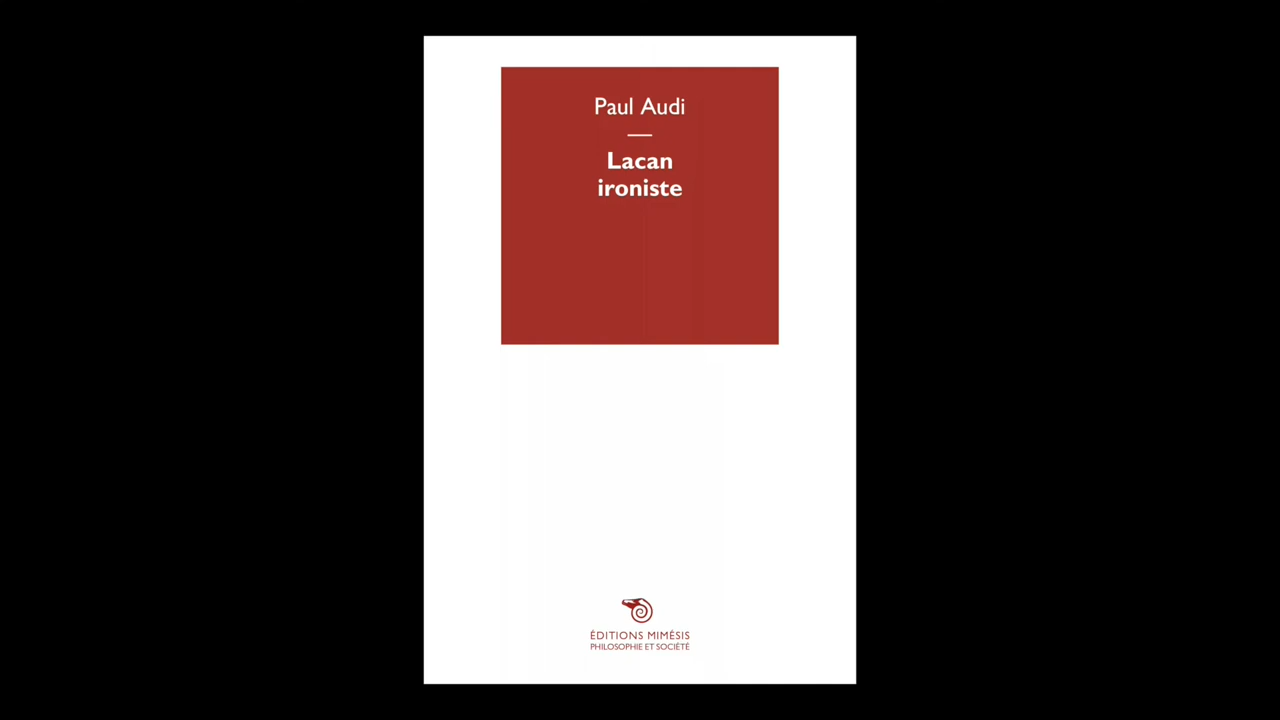 Paul Audi
Lacan
ironiste
ÉDITIONS MIMÉSIS
PHILOSOPHIE ET SOCIÉTÉ